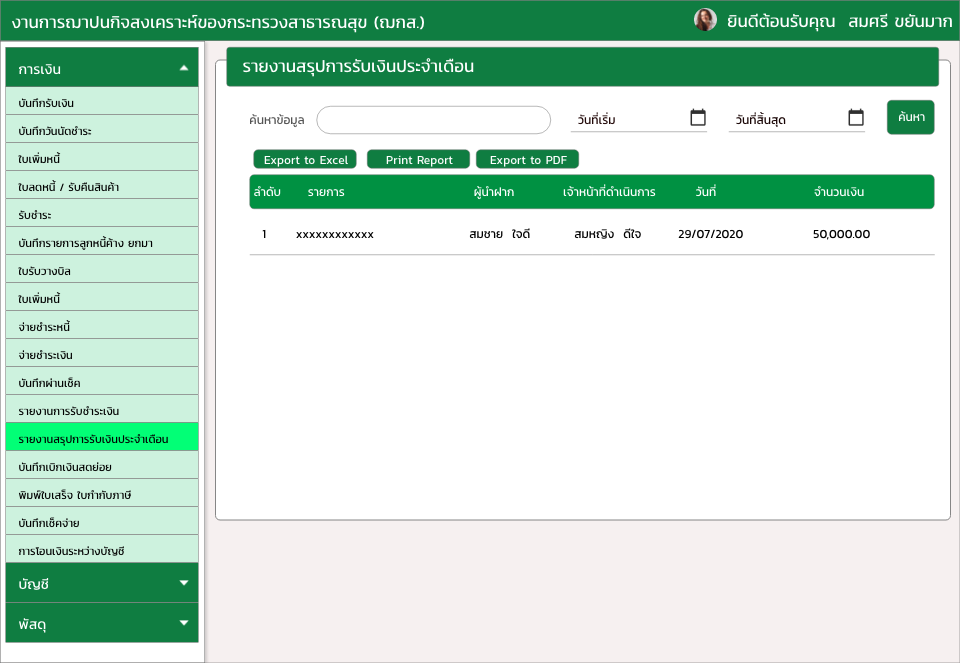 งานการฌาปนกิจสงเคราะห์ของกระทรวงสาธารณสุข (ฌกส.)
ยินดีต้อนรับคุณ สมศรี ขยันมาก
การเงิน
บันทึกรับเงิน
บันทึกวันนัดชำระ
ใบเพิ่มหนี้
ใบลดหนี้ / รับคืนสินค้า
รับชำระ
บันทึกรายการลูกหนี้ค้าง ยกมา
ใบรับวางบิล
ใบเพิ่มหนี้
จ่ายชำระหนี้
จ่ายชำระเงิน
บันทึกผ่านเช็ค
รายงานการรับชำระเงิน
รายงานสรุปการรับเงินประจำเดือน
บันทึกเบิกเงินสดย่อย
พิมพ์ใบเสร็จ ใบกำกับภาษี
บันทึกเช็คจ่าย
การโอนเงินระหว่างบัญชี
บัญชี
พัสดุ
รายงานสรุปการรับเงินประจำเดือน
ค้นหาข้อมูล วันที่เริ่ม วันที่สิ้นสุด ค้นหา
Export to Excel Print Report Export to PDF
ลำดับ รายการ ผู้นำฝาก เจ้าหน้าที่ดำเนินการ วันที่ จำนวนเงิน
1 xxxxxxxxxxxx สมชาย ใจดี สมหญิง ดีใจ 29/07/2020 50,000.00